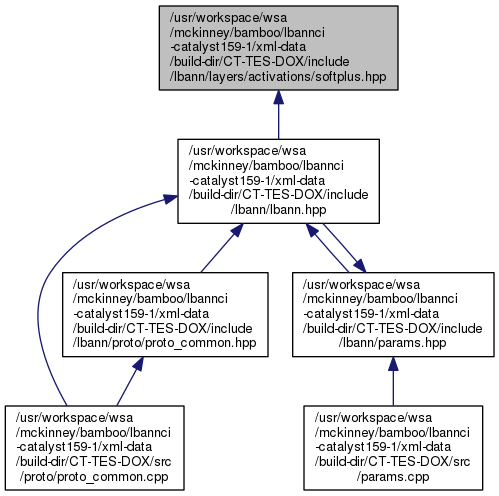 /usr/workspace/wsa
/mckinney/bamboo/lbannci
-catalyst159-1/xml-data
/build-dir/CT-TES-DOX/include
/lbann/layers/activations/softplus.hpp
/usr/workspace/wsa
/mckinney/bamboo/lbannci
-catalyst159-1/xml-data
/build-dir/CT-TES-DOX/include
/lbann/lbann.hpp
/usr/workspace/wsa
/mckinney/bamboo/lbannci
-catalyst159-1/xml-data
/build-dir/CT-TES-DOX/include
/lbann/proto/proto_common.hpp
/usr/workspace/wsa
/mckinney/bamboo/lbannci
-catalyst159-1/xml-data
/build-dir/CT-TES-DOX/include
/lbann/params.hpp
/usr/workspace/wsa
/mckinney/bamboo/lbannci
-catalyst159-1/xml-data
/build-dir/CT-TES-DOX/src
/proto/proto_common.cpp
/usr/workspace/wsa
/mckinney/bamboo/lbannci
-catalyst159-1/xml-data
/build-dir/CT-TES-DOX/src
/params.cpp